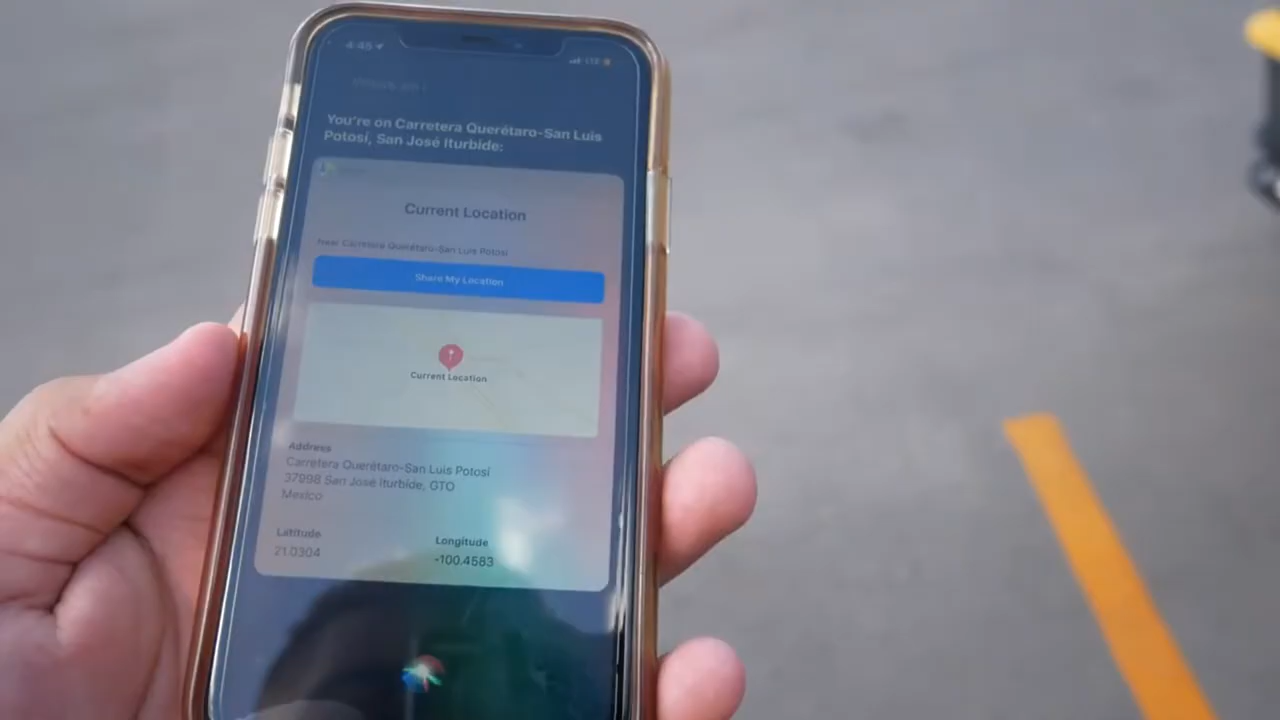 4:45
LTE
You're on Carretera Querétaro-San Luis
Potosí, San José Iturbide:
Current Location
Near Carretera Querétaro-San Luis Potosí
Share My Location
Current Location
Address
Carretera Querétaro-San Luis Potosí
37998 San José Iturbide, GTO
Mexico
Latitude
Longitude
21.0304
-100.4583